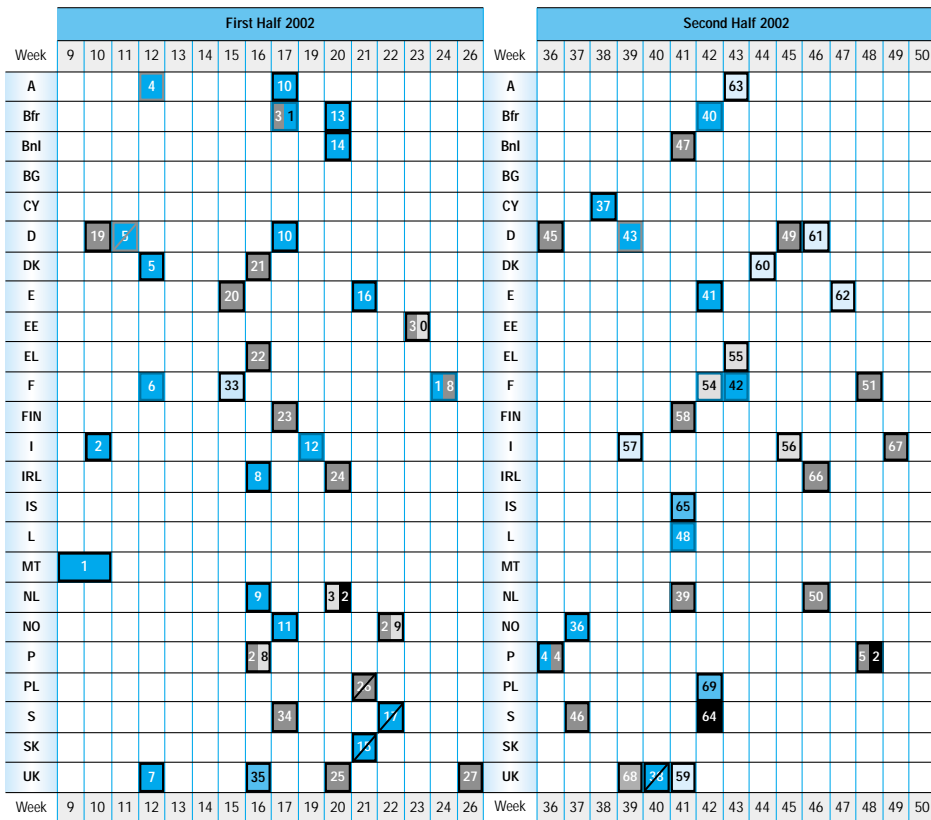 First Half 2002 Second Half 2002
Week 9 10 11 12 13 14 15 16 17 18 19 20 21 22 23 24 26 Week 36 37 38 39 40 41 42 43 44 45 46 47 48 49 50
A 4 10 A 63
Bfr 3 1 13 Bfr 40
Bnl 14 Bnl 47
BG BG
CY CY 37
D 19 5 10 D 45 43 49 61
DK 5 21 DK 60
E 20 16 E 41 62
EE 3 0 EE
EL 22 EL 55
F 6 33 1 8 F 54 42 51
FIN 23 FIN 58
I 2 12 I 57 56 67
IRL 8 24 IRL 66
IS IS 65
L L 48
MT 1 MT
NL 9 3 2 NL 39 50
NO 11 2 9 NO 36
P 2 8 P 4 4 5 2
PL 26 PL 69
S 34 17 S 46 64
SK 15 SK
UK 7 35 25 27 UK 68 38 59
Week 9 10 11 12 13 14 15 16 17 18 19 20 21 22 23 24 26 Week 36 37 38 39 40 41 42 43 44 45 46 47 48 49 50